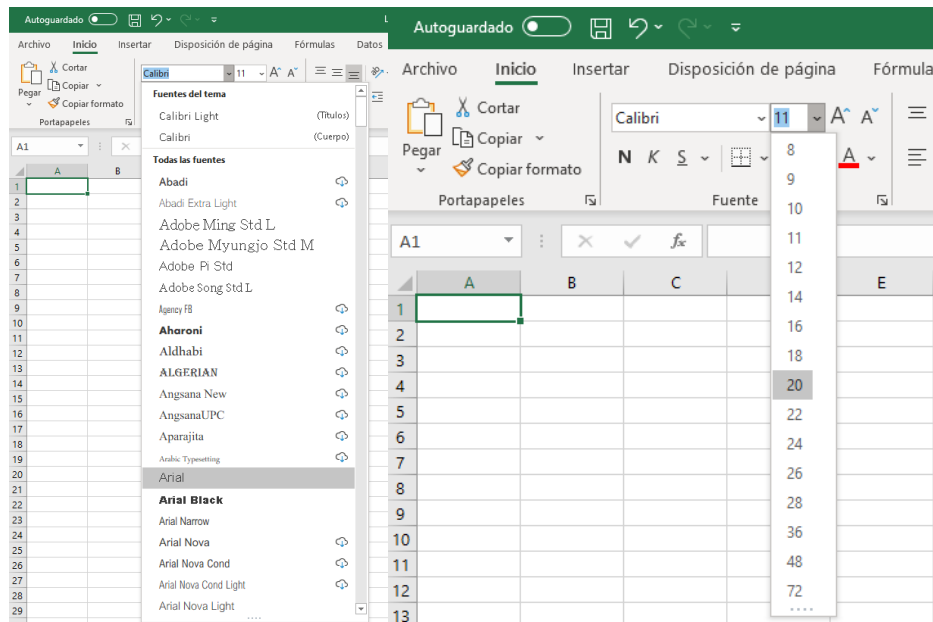 Autoguardado
Archivo Inicio Insertar Disposición de página Fórmulas Datos
Pegar
Cortar
Copiar
Copiar formato
Portapapeles
Calibri 11 A A
A1
A B
1
2
3
4
5
6
7
8
9
10
11
12
13
14
15
16
17
18
19
20
21
22
23
24
25
26
27
28
29
Fuentes del tema
Calibri Light (Títulos)
Calibri (Cuerpo)
Todas las fuentes
Abadi
Abadi Extra Light
Adobe Ming Std L
Adobe Myungjo Std M
Adobe Pi Std
Adobe Song Std L
Agency FB
Aharoni
Aldhabi
ALGERIAN
Angsana New
AngsanaUPC
Aparajita
Arabic Typesetting
Arial
Arial Black
Arial Narrow
Arial Nova
Arial Nova Cond
Arial Nova Cond Light
Arial Nova Light
Autoguardado
Archivo Inicio Insertar Disposición de página Fórmula
Pegar
Cortar
Copiar
Copiar formato
Portapapeles
Calibri 11 A A
N K S A
Fuente
A1 fx
A B C E
1
2
3
4
5
6
7
8
9
10
11
12
13
8
9
10
11
12
14
16
18
20
22
24
26
28
36
48
72